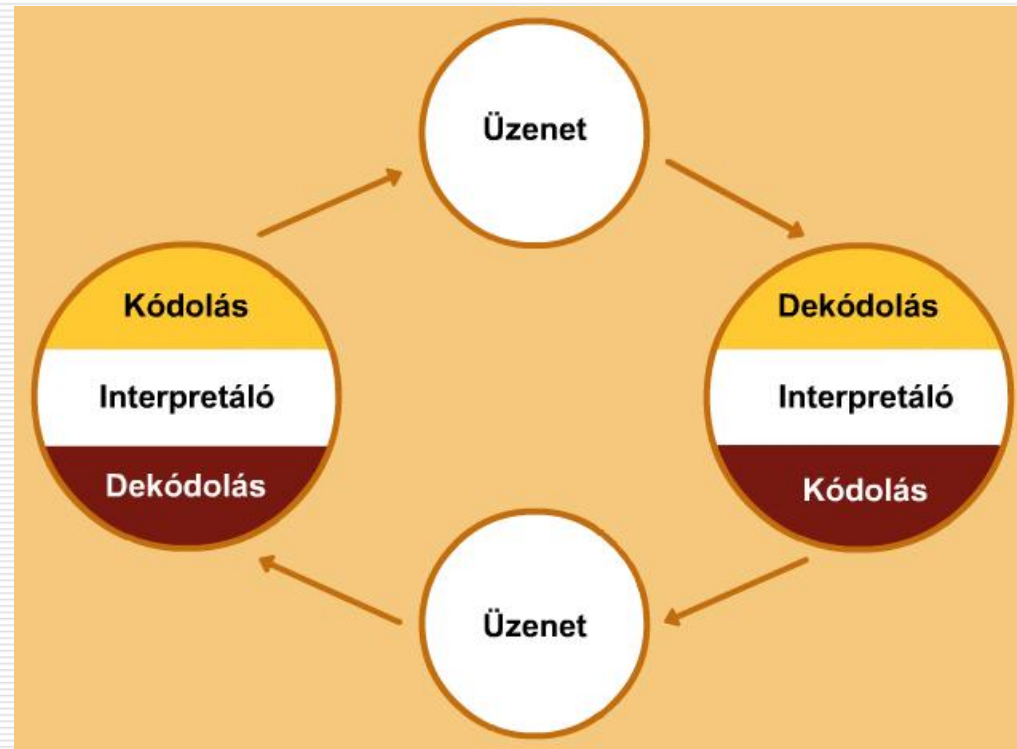 Üzenet
Kódolás
Interpretáló
Dekódolás
Dekódolás
Interpretáló
Kódolás
Üzenet